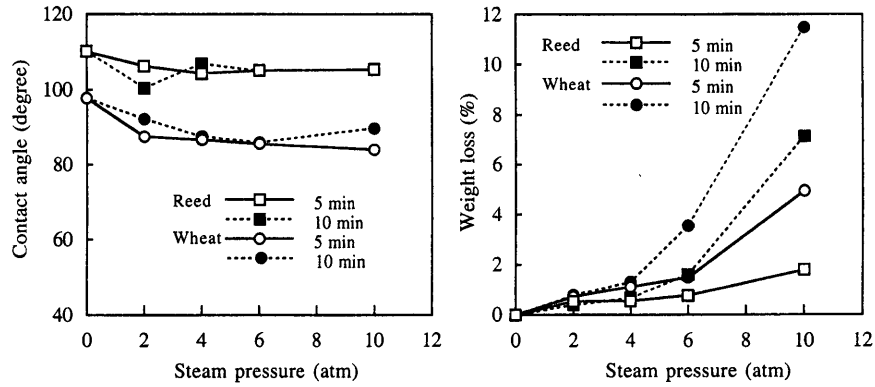 120
100
80
60
40
Contact angle (degree)
Reed 5 min
10 min
Wheat 5 min
10 min
0 2 4 6 8 10 12
Steam pressure (atm)
12
10
8
6
4
2
0
Weight loss (%)
Reed 5 min
10 min
Wheat 5 min
10 min
0 2 4 6 8 10 12
Steam pressure (atm)